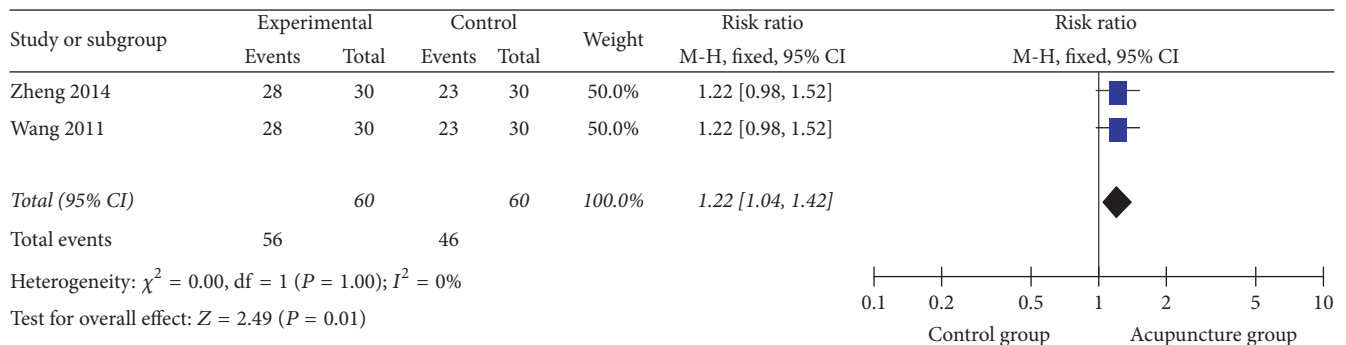 Study or subgroup Experimental Control Weight Risk ratio Risk ratio
Events Total Events Total M-H, fixed, 95% CI M-H, fixed, 95% CI
Zheng 2014 28 30 23 30 50.0% 1.22 [0.98, 1.52]
Wang 2011 28 30 23 30 50.0% 1.22 [0.98, 1.52]
Total (95% CI) 60 60 100.0% 1.22 [1.04, 1.42]
Total events 56 46
Heterogeneity: χ² = 0.00, df = 1 (P = 1.00); I² = 0%
Test for overall effect: Z = 2.49 (P = 0.01)
0.1 0.2 0.5 1 2 5 10
Control group Acupuncture group